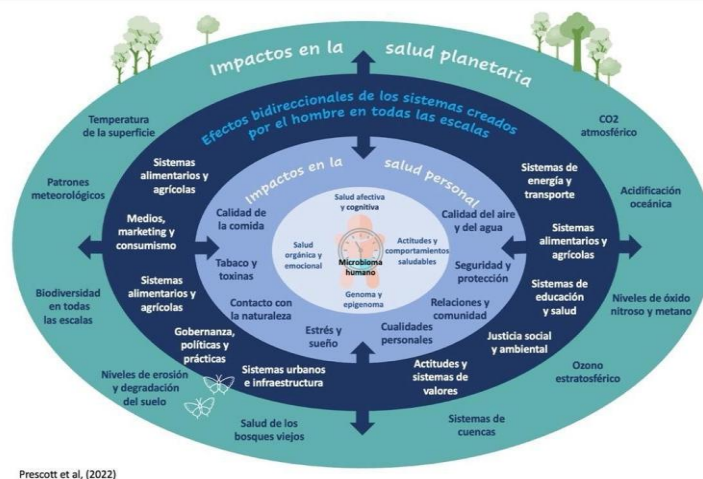 Impactos en la salud planetaria
Efectos bidireccionales de los sistemas creados
por el hombre en todas las escalas
Impactos en la salud personal
Temperatura
de la superficie
CO2
atmosférico
Patrones
meteorológicos
Acidificación
oceánica
Biodiversidad
en todas
las escalas
Niveles de óxido
nitroso y metano
Niveles de erosión
y degradación
del suelo
Ozono
estratosférico
Salud de los
bosques viejos
Sistemas de
cuencas
Sistemas
alimentarios y
agrícolas
Sistemas de
energía y
transporte
Medios,
marketing y
consumismo
Sistemas
alimentarios y
agrícolas
Sistemas
alimentarios y
agrícolas
Sistemas de
educación
y salud
Gobernanza,
políticas y
prácticas
Justicia social
y ambiental
Sistemas urbanos
e infraestructura
Actitudes y
sistemas de
valores
Calidad de
la comida
Calidad del aire
y del agua
Tabaco y
toxinas
Seguridad y
protección
Contacto con
la naturaleza
Relaciones y
comunidad
Estrés y
sueño
Cualidades
personales
Salud afectiva
y cognitiva
Salud
orgánica y
emocional
Actitudes y
comportamientos
saludables
Microbioma
humano
Genoma y
epigenoma
Prescott et al, (2022)